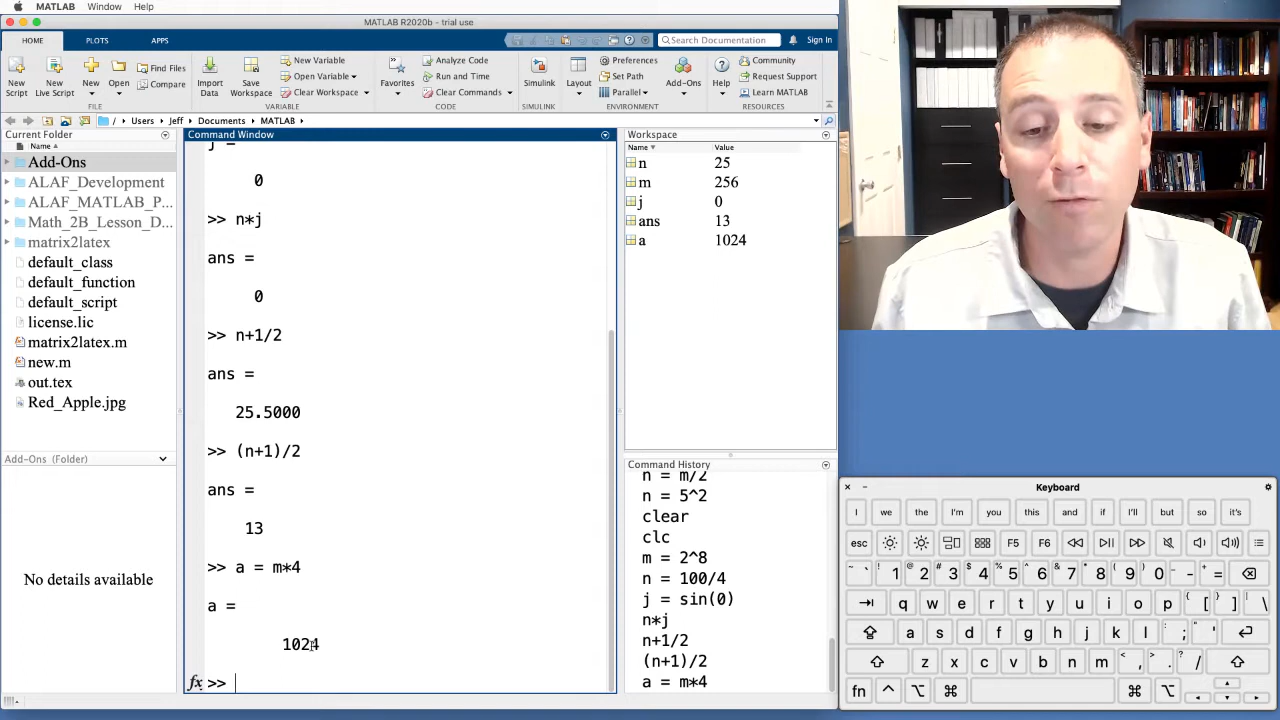 MATLAB Window Help
MATLAB R2020b - trial use
HOME PLOTS APPS
Search Documentation
Sign In
New Script
New Live Script
New
Open
Find Files
Compare
Import Data
Save Workspace
New Variable
Open Variable
Clear Workspace
Favorites
Analyze Code
Run and Time
Clear Commands
Simulink
Layout
Preferences
Set Path
Parallel
Add-Ons
Help
Community
Request Support
Learn MATLAB
FILE VARIABLE CODE SIMULINK ENVIRONMENT RESOURCES
/ Users Jeff Documents MATLAB
Current Folder
Name
Add-Ons
ALAF_Development
ALAF_MATLAB_P...
Math_2B_Lesson_D...
matrix2latex
default_class
default_function
default_script
license.lic
matrix2latex.m
new.m
out.tex
Red_Apple.jpg
Add-Ons (Folder)
No details available
Command Window
j =
0
>> n*j
ans =
0
>> n+1/2
ans =
25.5000
>> (n+1)/2
ans =
13
>> a = m*4
a =
1024
fx >>
Workspace
Name Value
n 25
m 256
j 0
ans 13
a 1024
Command History
n = m/2
n = 5^2
clear
clc
m = 2^8
n = 100/4
j = sin(0)
n*j
n+1/2
(n+1)/2
a = m*4
Keyboard
I we the I'm you this and if I'll but so it's
esc F5 F6
~ ` ! 1 @ 2 # 3 $ 4 % 5 ^ 6 & 7 * 8 ( 9 ) 0 _ - + =
q w e r t y u i o p { [ } ] | \
a s d f g h j k l : ; " '
z x c v b n m < , > . ? /
fn